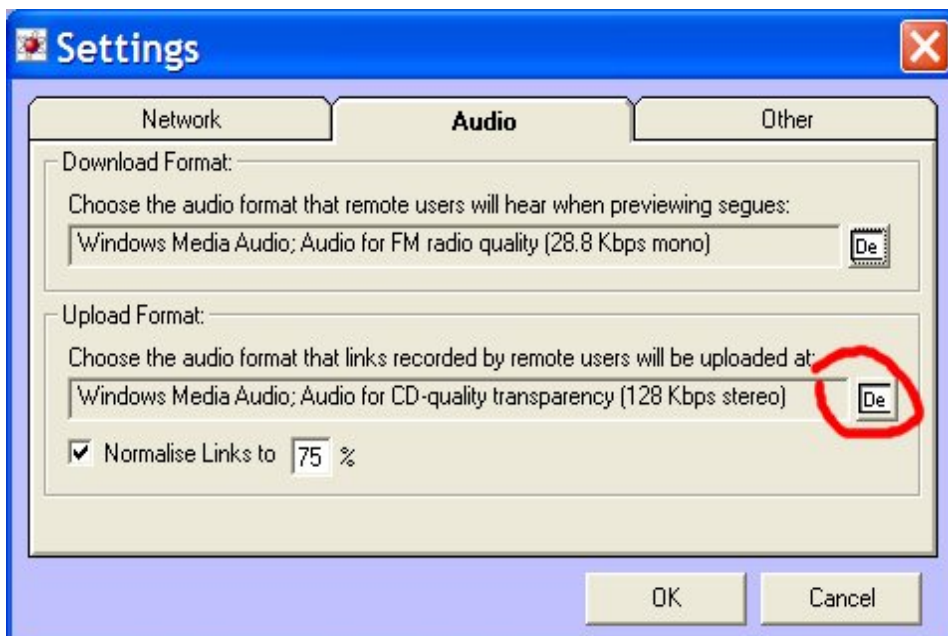 Settings
Network Audio Other
Download Format:
Choose the audio format that remote users will hear when previewing segues:
Windows Media Audio; Audio for FM radio quality (28.8 Kbps mono) De
Upload Format:
Choose the audio format that links recorded by remote users will be uploaded at:
Windows Media Audio; Audio for CD-quality transparency (128 Kbps stereo) De
Normalise Links to 75 %
OK Cancel